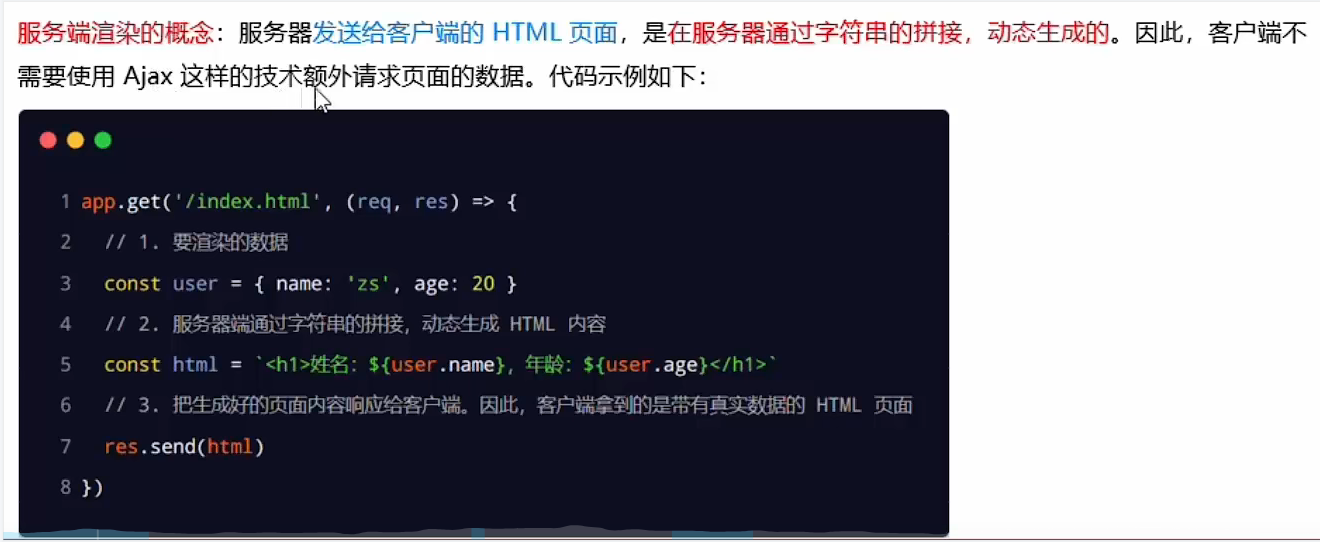 服务端渲染的概念：服务器发送给客户端的 HTML 页面，是在服务器通过字符串的拼接，动态生成的。因此，客户端不
需要使用 Ajax 这样的技术额外请求页面的数据。代码示例如下：
1 app.get('/index.html', (req, res) => {
2 // 1. 要渲染的数据
3 const user = { name: 'zs', age: 20 }
4 // 2. 服务器端通过字符串的拼接，动态生成 HTML 内容
5 const html = `<h1>姓名：${user.name}，年龄：${user.age}</h1>`
6 // 3. 把生成好的页面内容响应给客户端。因此，客户端拿到的是带有真实数据的 HTML 页面
7 res.send(html)
8 })